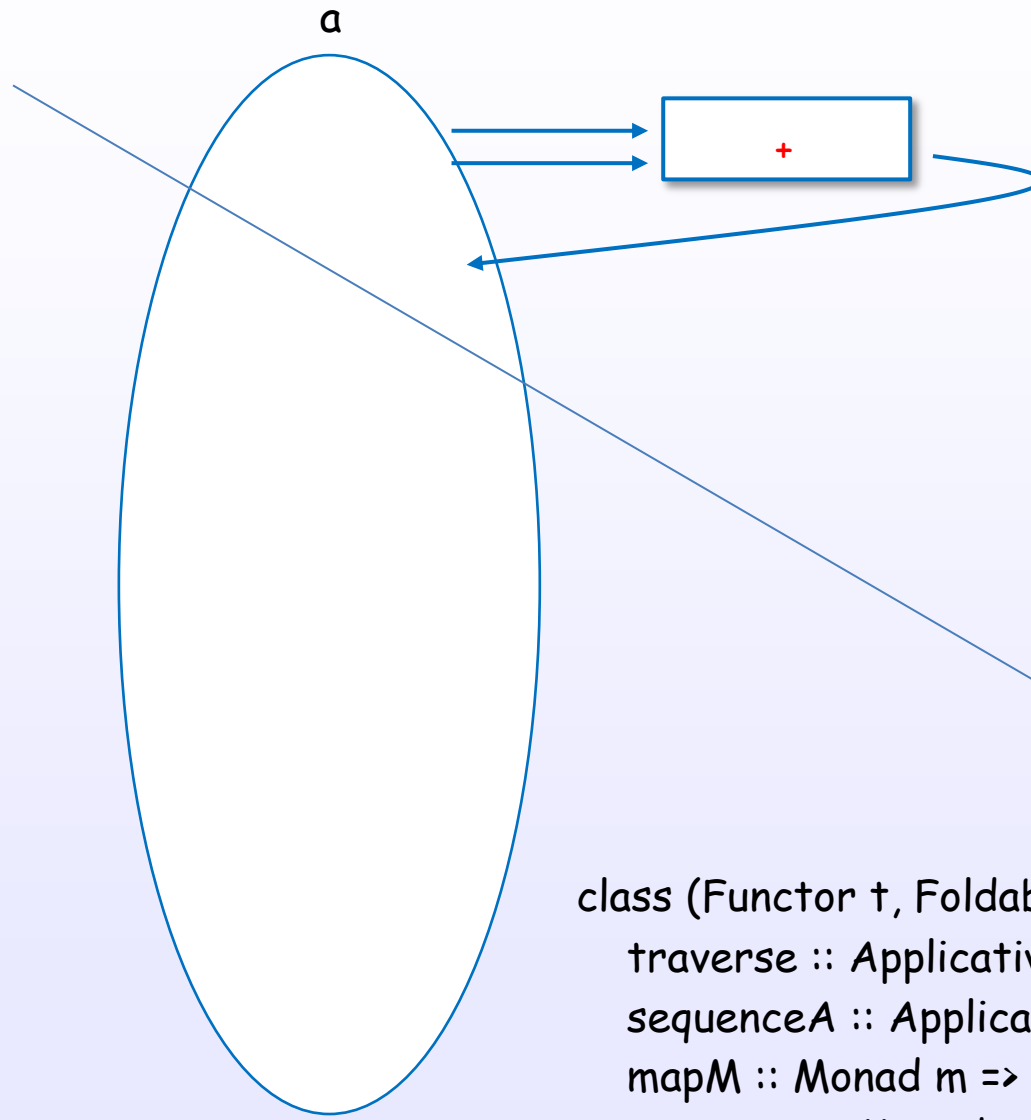 a
+
class (Functor t, Foldab
traverse :: Applicativ
sequenceA :: Applica
mapM :: Monad m =>